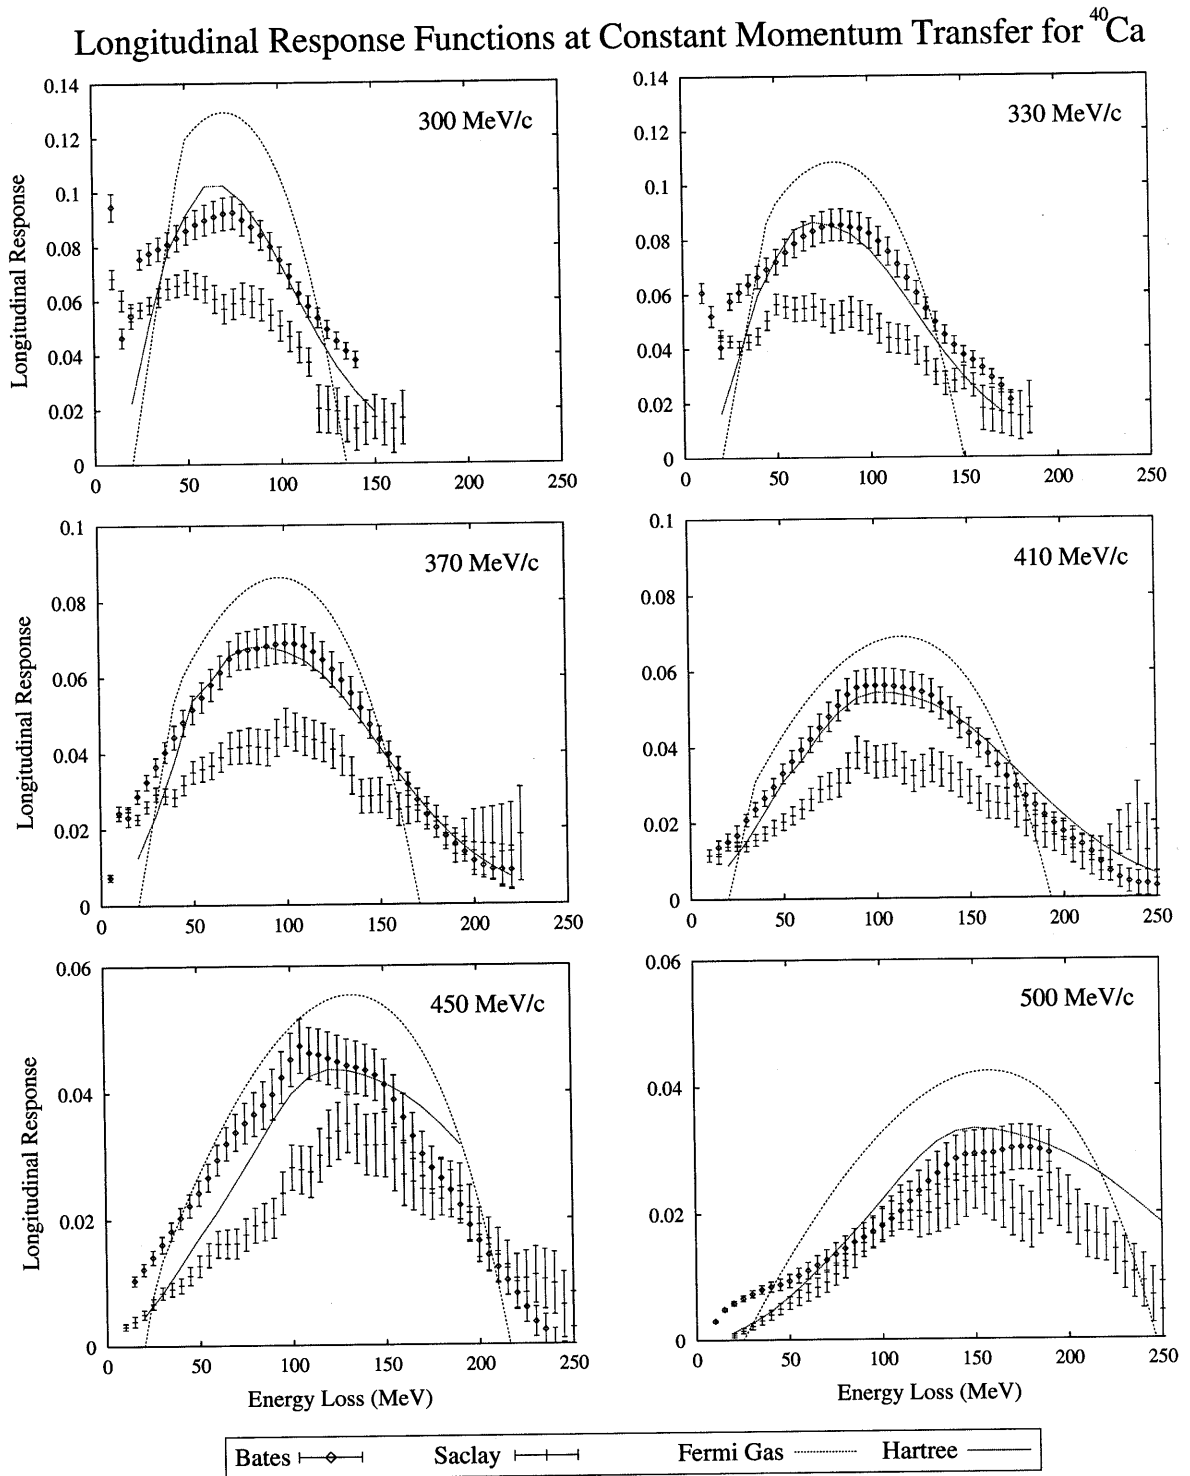 Longitudinal Response Functions at Constant Momentum Transfer for ⁴⁰Ca
0.14
0.12
0.1
0.08
0.06
0.04
0.02
0
Longitudinal Response
300 MeV/c
0 50 100 150 200 250
0.14
0.12
0.1
0.08
0.06
0.04
0.02
0
330 MeV/c
0 50 100 150 200 250
0.1
0.08
0.06
0.04
0.02
0
Longitudinal Response
370 MeV/c
0 50 100 150 200 250
0.1
0.08
0.06
0.04
0.02
0
410 MeV/c
0 50 100 150 200 250
0.06
0.04
0.02
0
Longitudinal Response
450 MeV/c
0 50 100 150 200 250
Energy Loss (MeV)
0.06
0.04
0.02
0
500 MeV/c
0 50 100 150 200 250
Energy Loss (MeV)
Bates Saclay Fermi Gas Hartree